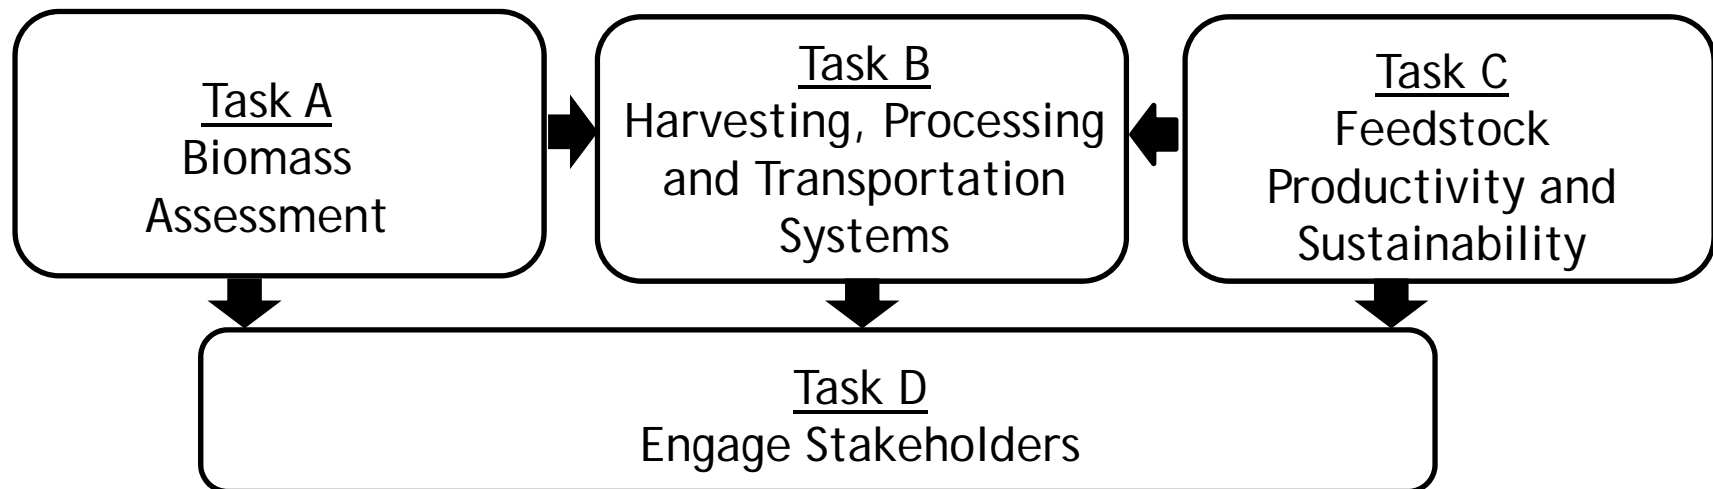 Task A
Biomass
Assessment
Task B
Harvesting, Processing
and Transportation
Systems
Task C
Feedstock
Productivity and
Sustainability
Task D
Engage Stakeholders